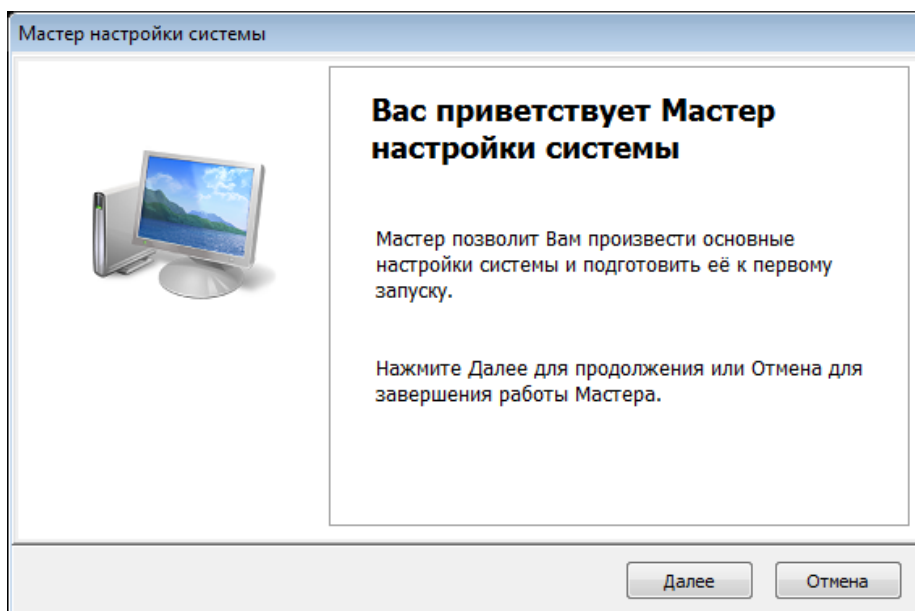 Мастер настройки системы
Вас приветствует Мастер
настройки системы
Мастер позволит Вам произвести основные
настройки системы и подготовить её к первому
запуску.
Нажмите Далее для продолжения или Отмена для
завершения работы Мастера.
Далее
Отмена